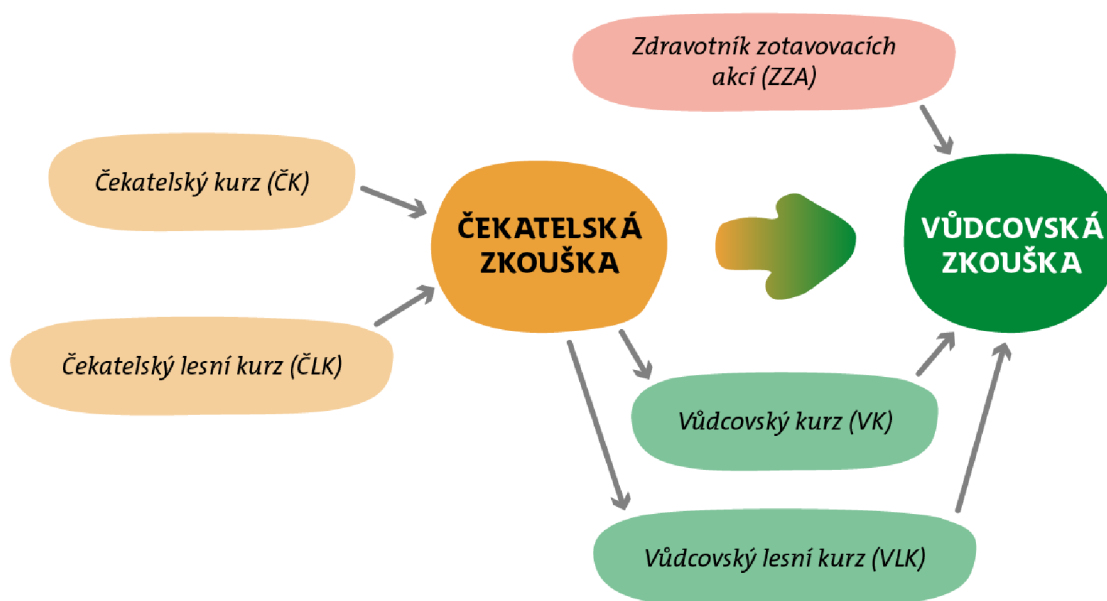 Zdravotník zotavovacích
akcí (ZZA)
Čekatelský kurz (ČK)
ČEKATELSKÁ
ZKOUŠKA
VŮDCOVSKÁ
ZKOUŠKA
Čekatelský lesní kurz (ČLK)
Vůdcovský kurz (VK)
Vůdcovský lesní kurz (VLK)